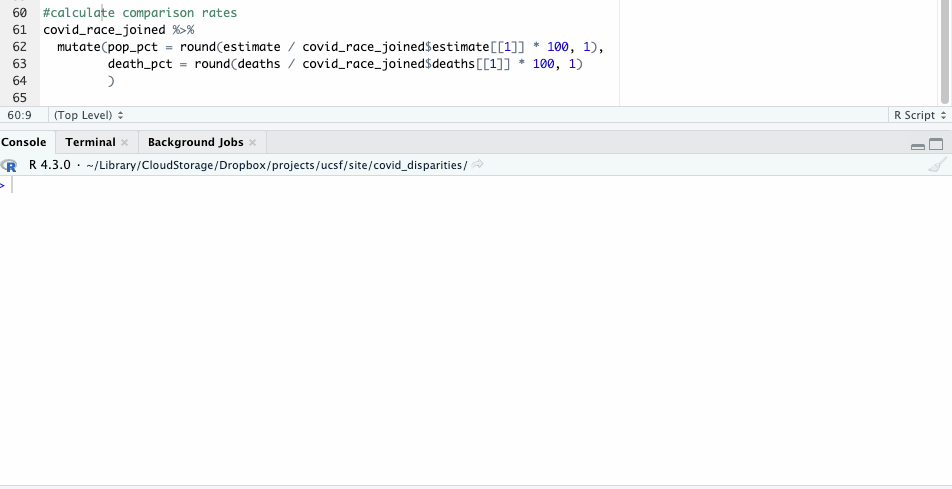 60 #calculate comparison rates
61 covid_race_joined %>%
62 mutate(pop_pct = round(estimate / covid_race_joined$estimate[[1]] * 100, 1),
63 death_pct = round(deaths / covid_race_joined$deaths[[1]] * 100, 1)
64 )
65
60:9 (Top Level) R Script
Console Terminal Background Jobs
R R 4.3.0 · ~/Library/CloudStorage/Dropbox/projects/ucsf/site/covid_disparities/
>